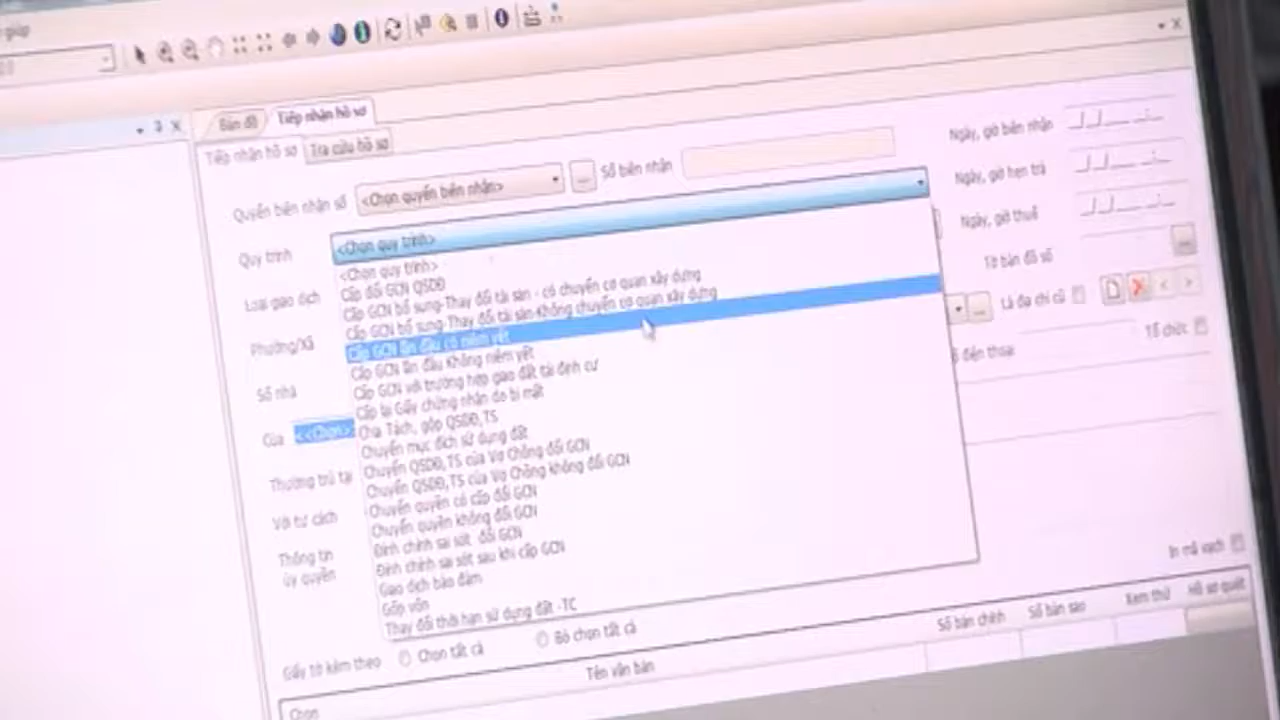 giúp
Bản đồ
Tiếp nhận hồ sơ
Tiếp nhận hồ sơ
Tra cứu hồ sơ
Quyển biên nhận số
<Chọn quyển biên nhận>
...
Số biên nhận
Ngày, giờ biên nhận
Ngày, giờ hẹn trả
Ngày, giờ thuế
Tờ bản đồ số
...
Quy trình
<Chọn quy trình>
<Chọn quy trình>
Cấp đổi GCN QSDĐ
Cấp GCN bổ sung-Thay đổi tài sản - có chuyển cơ quan xây dựng
Cấp GCN bổ sung-Thay đổi tài sản-Không chuyển cơ quan xây dựng
Cấp GCN lần đầu có niêm yết
Cấp GCN lần đầu Không niêm yết
Cấp GCN với trường hợp giao đất tái định cư
Cấp lại Giấy chứng nhận do bị mất
Chia Tách, gộp QSDĐ,TS
Chuyển mục đích sử dụng đất
Chuyển QSDĐ,TS của Vợ Chồng đổi GCN
Chuyển QSDĐ,TS của Vợ Chồng không đổi GCN
Chuyển quyền có cấp đổi GCN
Chuyển quyền không đổi GCN
Đính chính sai sót đổi GCN
Đính chính sai sót sau khi cấp GCN
Giao dịch bảo đảm
Góp vốn
Thay đổi thời hạn sử dụng đất -TC
Loại giao dịch
Phường/Xã
...
Là địa chỉ cũ
Số nhà
điện thoại
Tổ chức
Của
<<Chọn>
Thường trú tại
Với tư cách
Thông tin
ủy quyền
In mã vạch
Giấy tờ kèm theo
Chọn tất cả
Bỏ chọn tất cả
Chọn
Tên văn bản
Số bản chính
Số bản sao
Xem thử
Hồ sơ quét